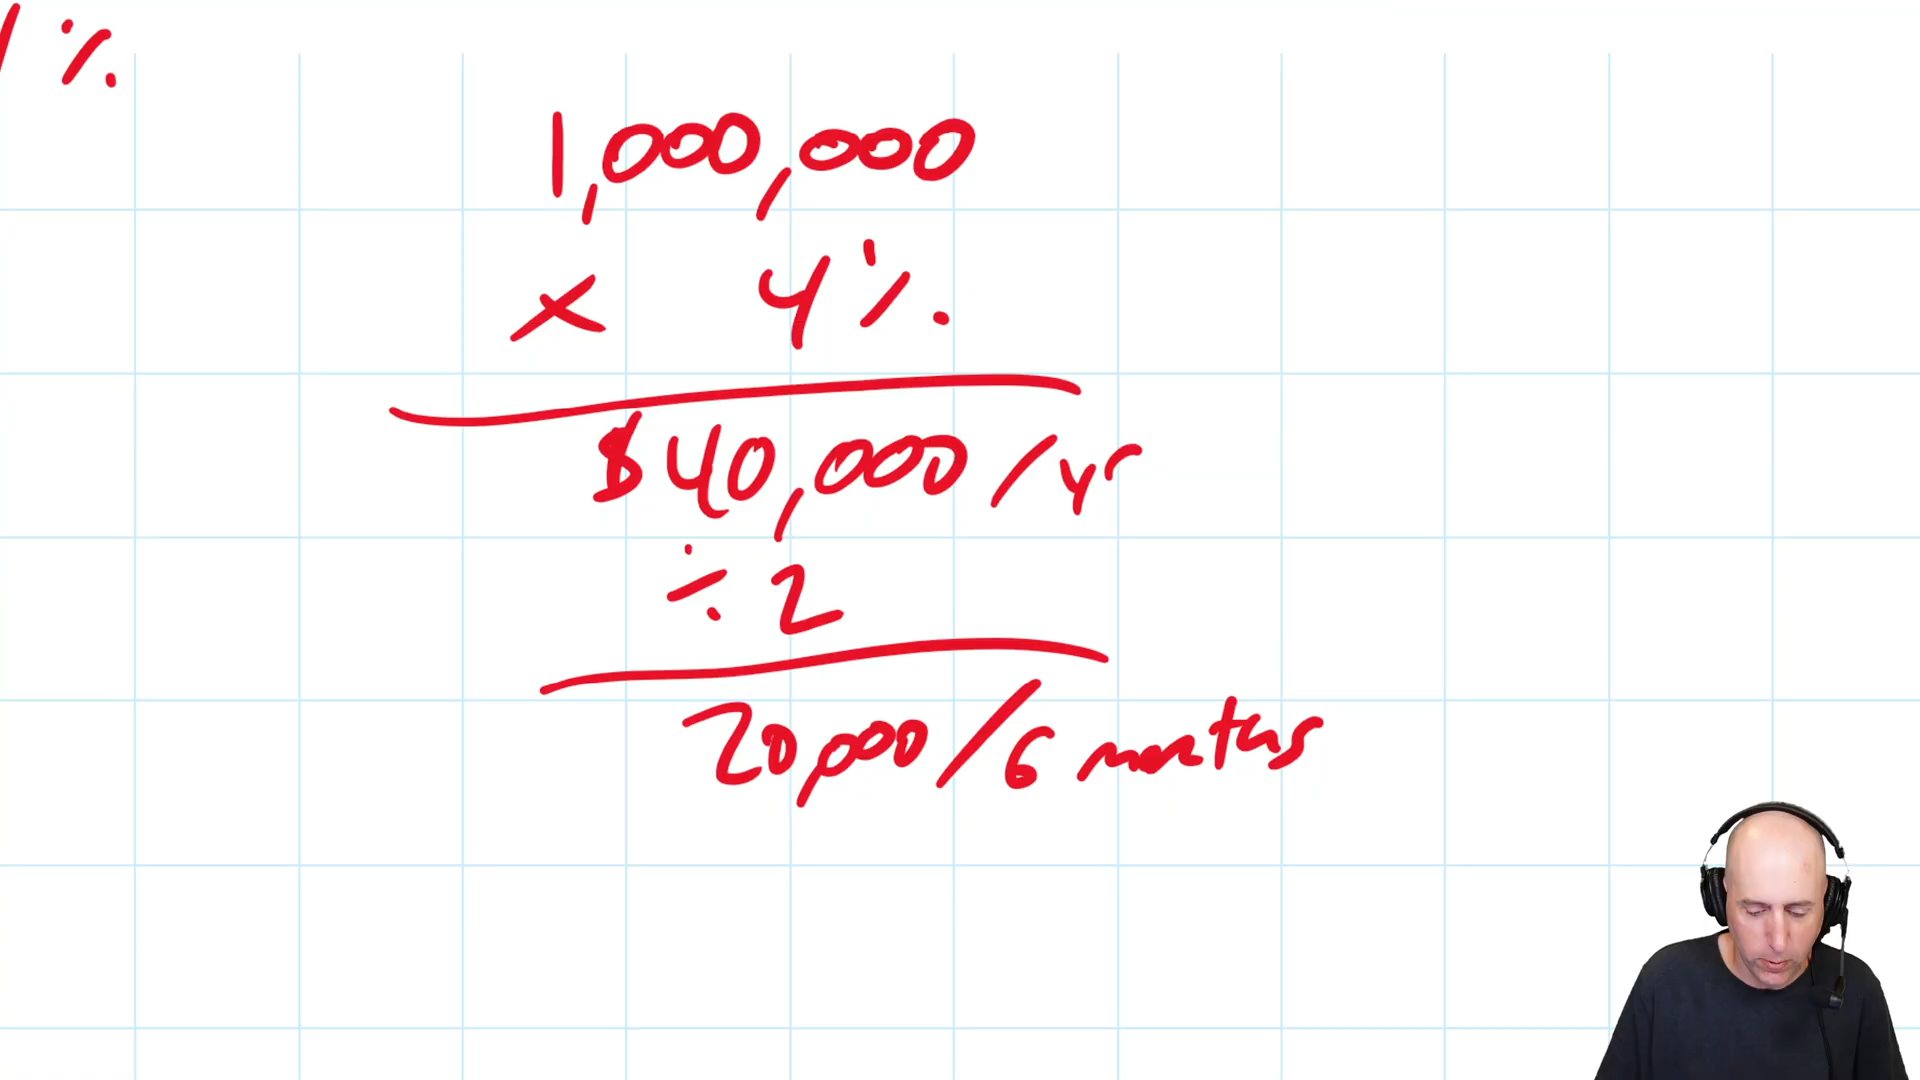 %
1,000,000
x 4%
$40,000/yr
÷ 2
20,000/6 months